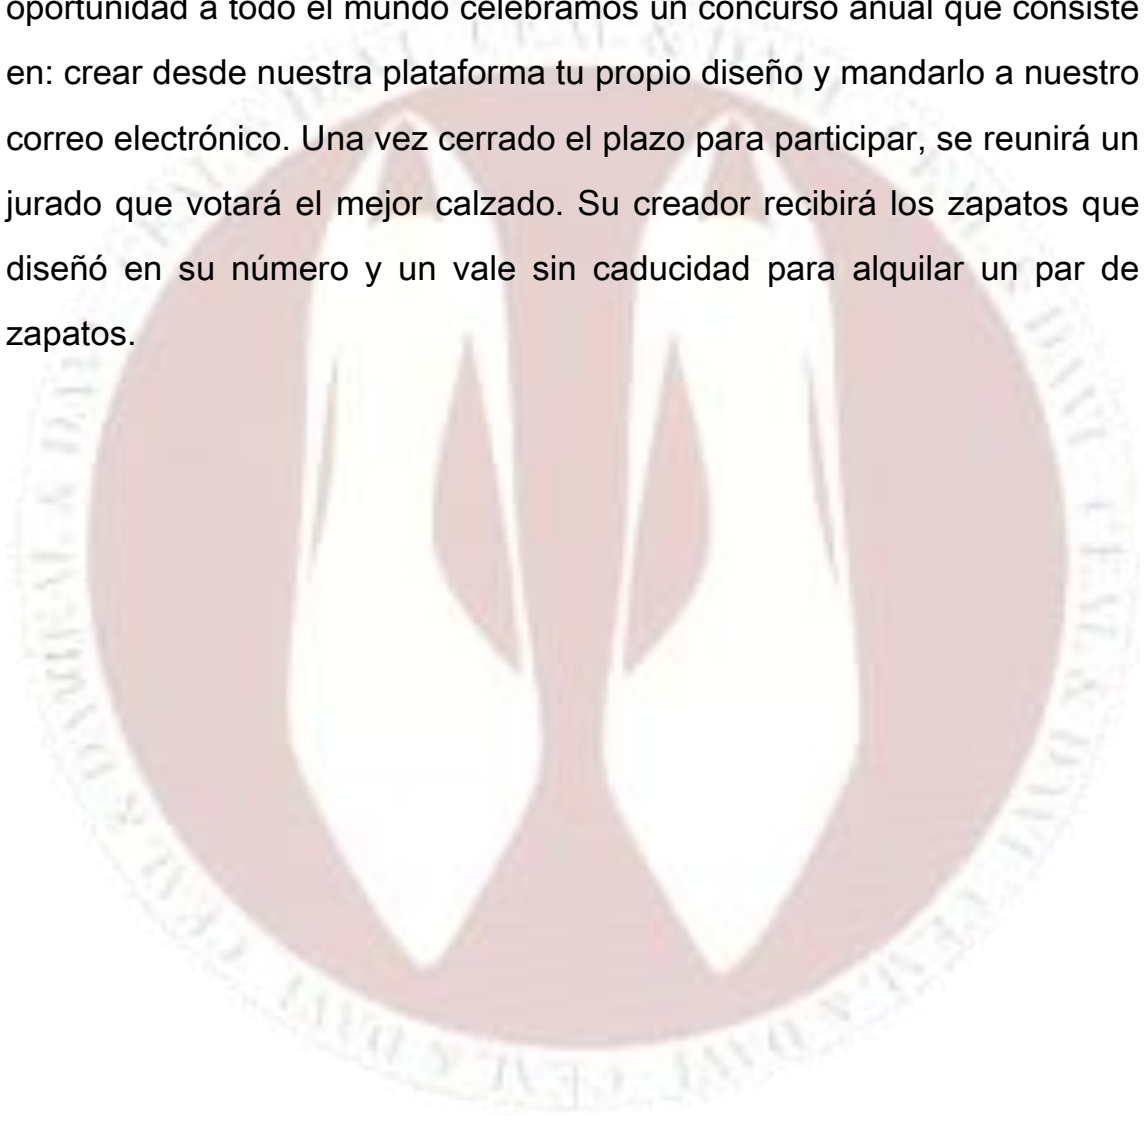 oportunidad a todo el mundo celebramos un concurso anual que consiste
en: crear desde nuestra plataforma tu propio diseño y mandarlo a nuestro
correo electrónico. Una vez cerrado el plazo para participar, se reunirá un
jurado que votará el mejor calzado. Su creador recibirá los zapatos que
diseñó en su número y un vale sin caducidad para alquilar un par de
zapatos.